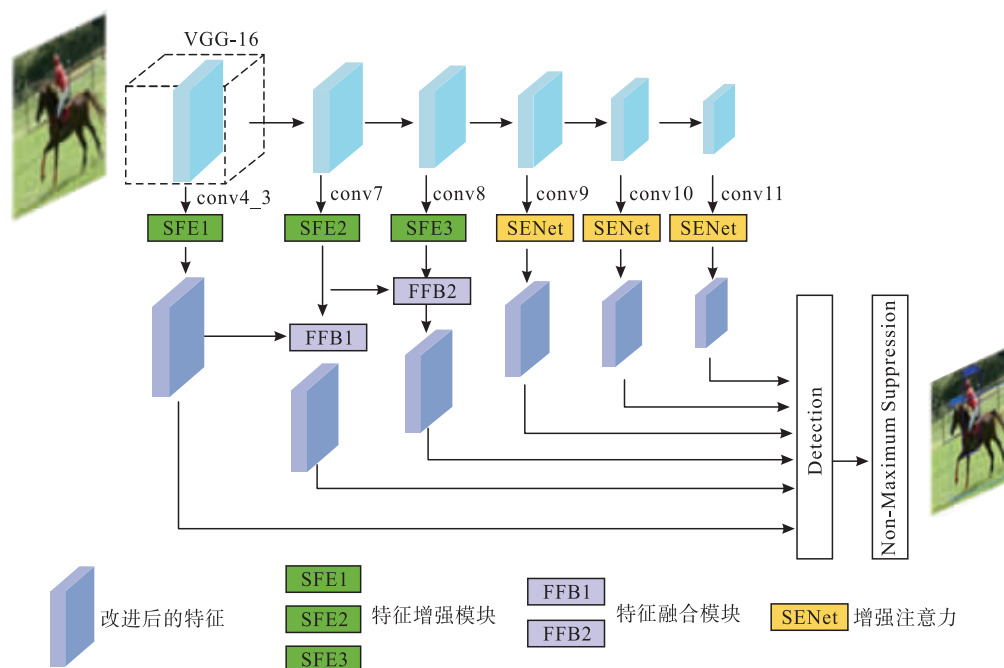 VGG-16
conv4_3
conv7
conv8
conv9
conv10
conv11
SFE1
SFE2
SFE3
SENet
SENet
SENet
FFB2
FFB1
Detection
Non-Maximum Suppression
改进后的特征
SFE1
SFE2
SFE3
特征增强模块
FFB1
FFB2
特征融合模块
SENet
增强注意力